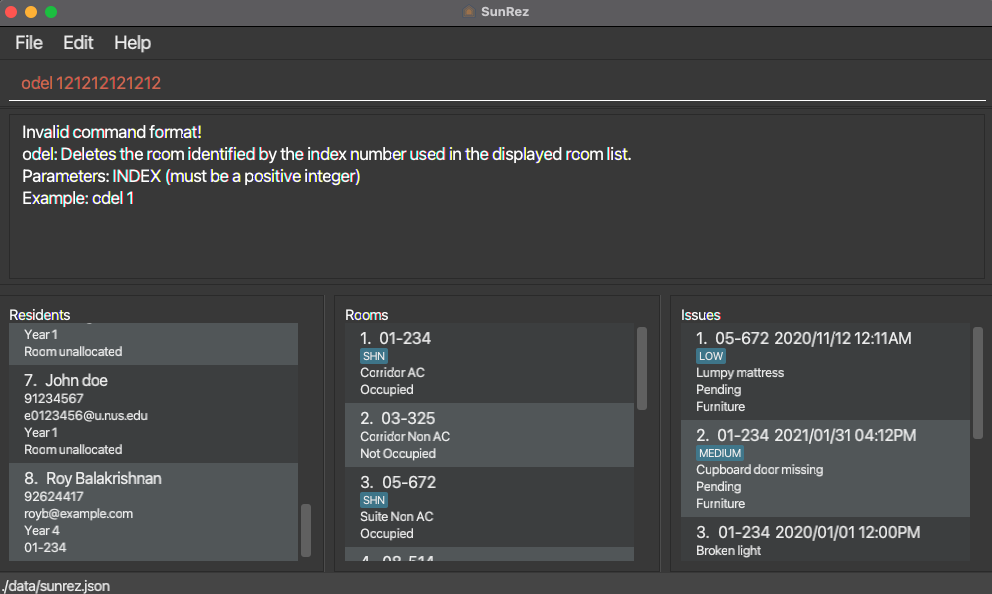 SunRez
File Edit Help
odel 121212121212
Invalid command format!
odel: Deletes the room identified by the index number used in the displayed room list.
Parameters: INDEX (must be a positive integer)
Example: odel 1
Residents
Year 1
Room unallocated
7. John doe
91234567
e0123456@u.nus.edu
Year 1
Room unallocated
8. Roy Balakrishnan
92624417
royb@example.com
Year 4
01-234
Rooms
1. 01-234
SHN
Corridor AC
Occupied
2. 03-325
Corridor Non AC
Not Occupied
3. 05-672
SHN
Suite Non AC
Occupied
4. 08-514
Issues
1. 05-672 2020/11/12 12:11AM
LOW
Lumpy mattress
Pending
Furniture
2. 01-234 2021/01/31 04:12PM
MEDIUM
Cupboard door missing
Pending
Furniture
3. 01-234 2020/01/01 12:00PM
Broken light
./data/sunrez.json